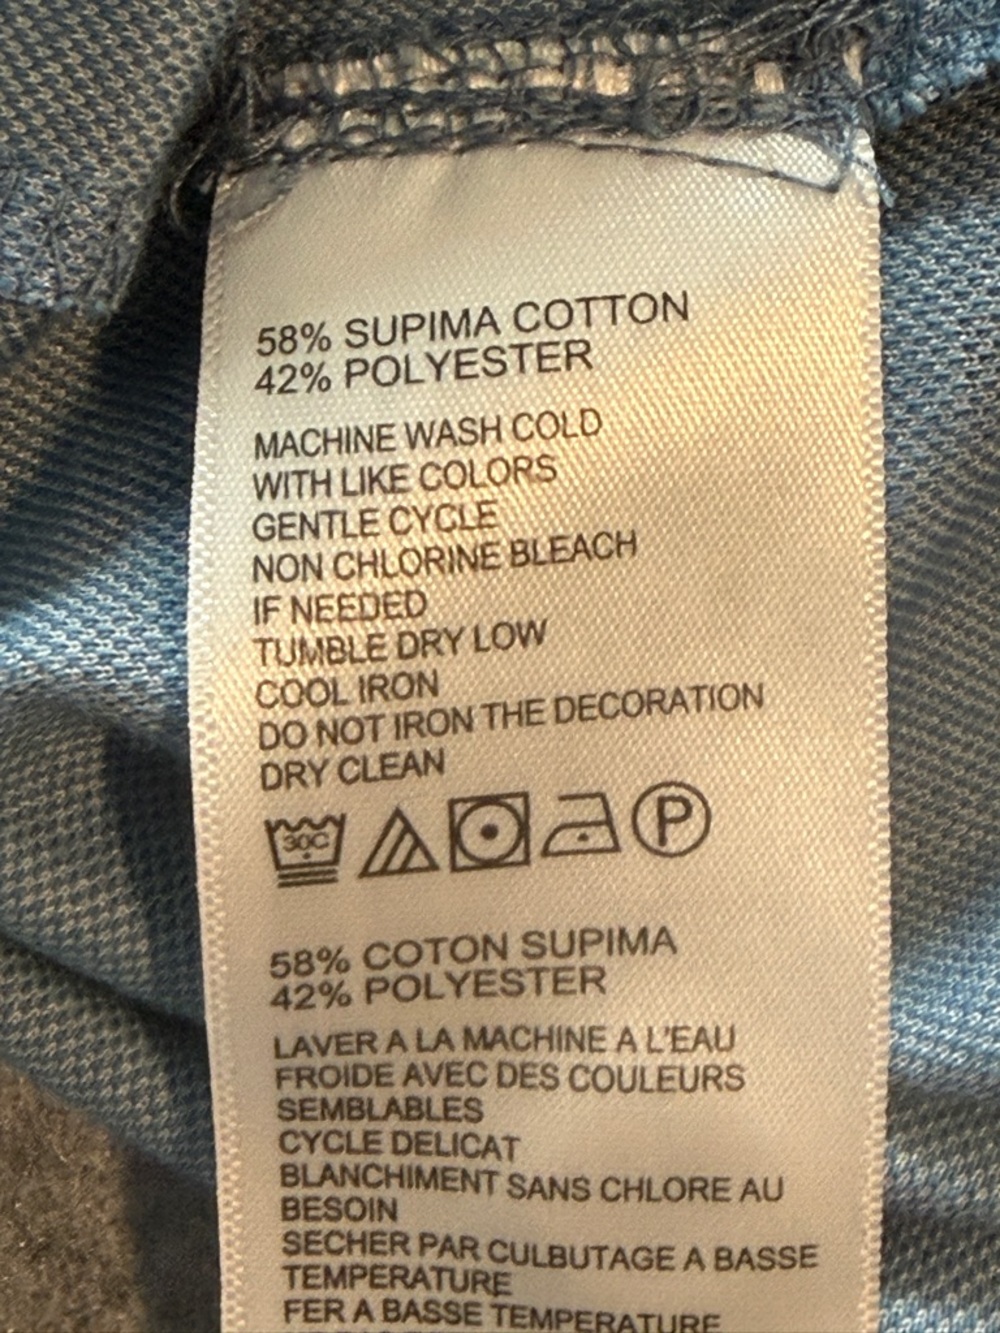 58% SUPIMA COTTON
42% POLYESTER
MACHINE WASH COLD
WITH LIKE COLORS
GENTLE CYCLE
NON CHLORINE BLEACH
IF NEEDED
TUMBLE DRY LOW
COOL IRON
DO NOT IRON THE DECORATION
DRY CLEAN
30C P
58% COTON SUPIMA
42% POLYESTER
LAVER A LA MACHINE A L'EAU
FROIDE AVEC DES COULEURS
SEMBLABLES
CYCLE DELICAT
BLANCHIMENT SANS CHLORE AU
BESOIN
SECHER PAR CULBUTAGE A BASSE
TEMPERATURE
FER A BASSE TEMPERATURE